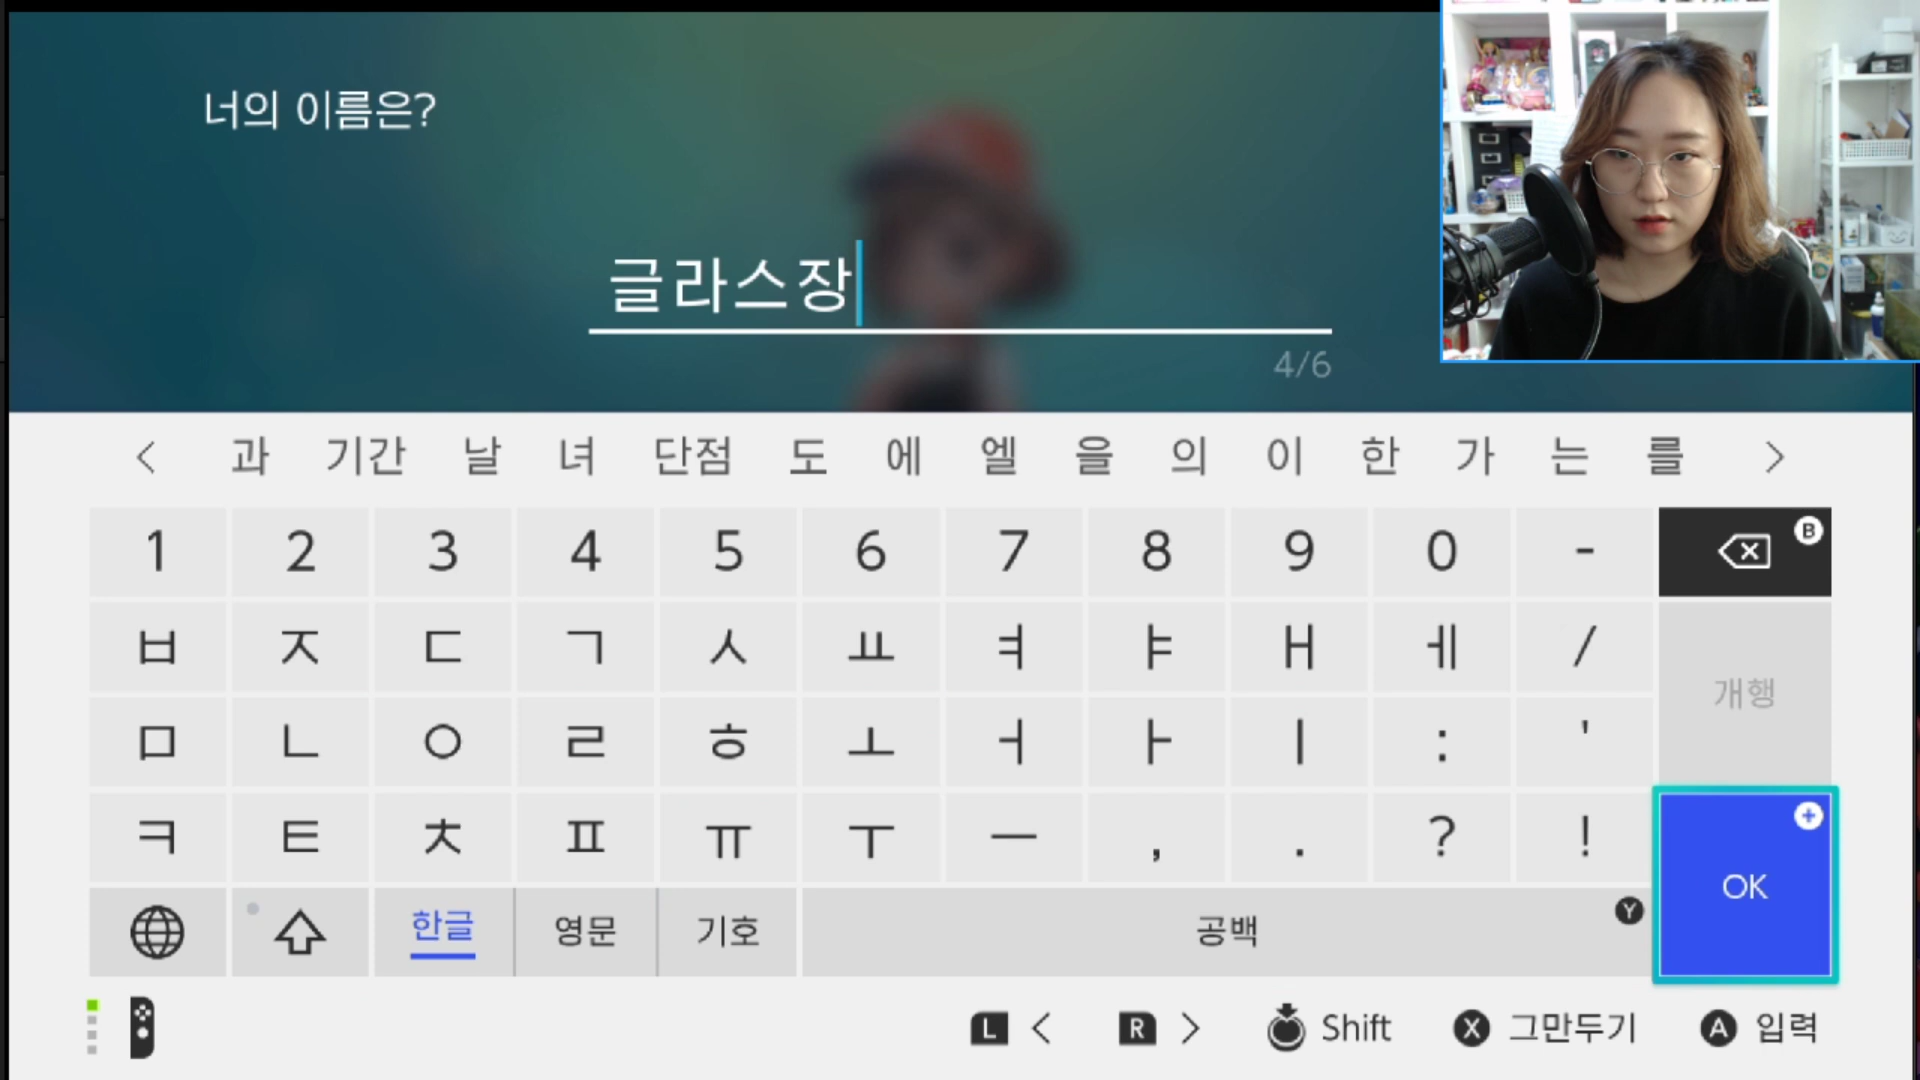 너의 이름은?
글라스장
4/6
< 과 기간 날 녀 단점 도 에 엘 을 의 이 한 가 는 를 >
1 2 3 4 5 6 7 8 9 0 - B
ㅂ ㅈ ㄷ ㄱ ㅅ ㅛ ㅕ ㅑ ㅐ ㅔ /
개행
ㅁ ㄴ ㅇ ㄹ ㅎ ㅗ ㅓ ㅏ ㅣ : '
ㅋ ㅌ ㅊ ㅍ ㅠ ㅜ ㅡ , . ? ! +
OK
한글 영문 기호 공백 Y
L < R > Shift X 그만두기 A 입력